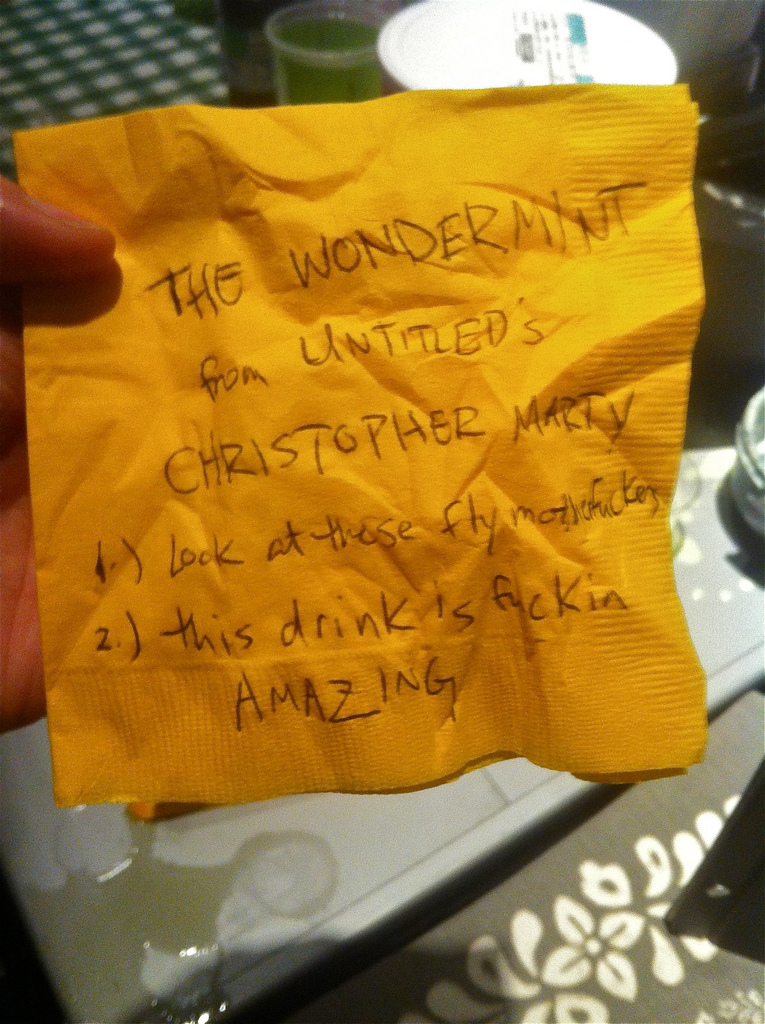 THE WONDERMINT
from UNTITLED's
CHRISTOPHER MARTY
1.) Look at these fly motherfuckers
2.) this drink is fuckin
AMAZING